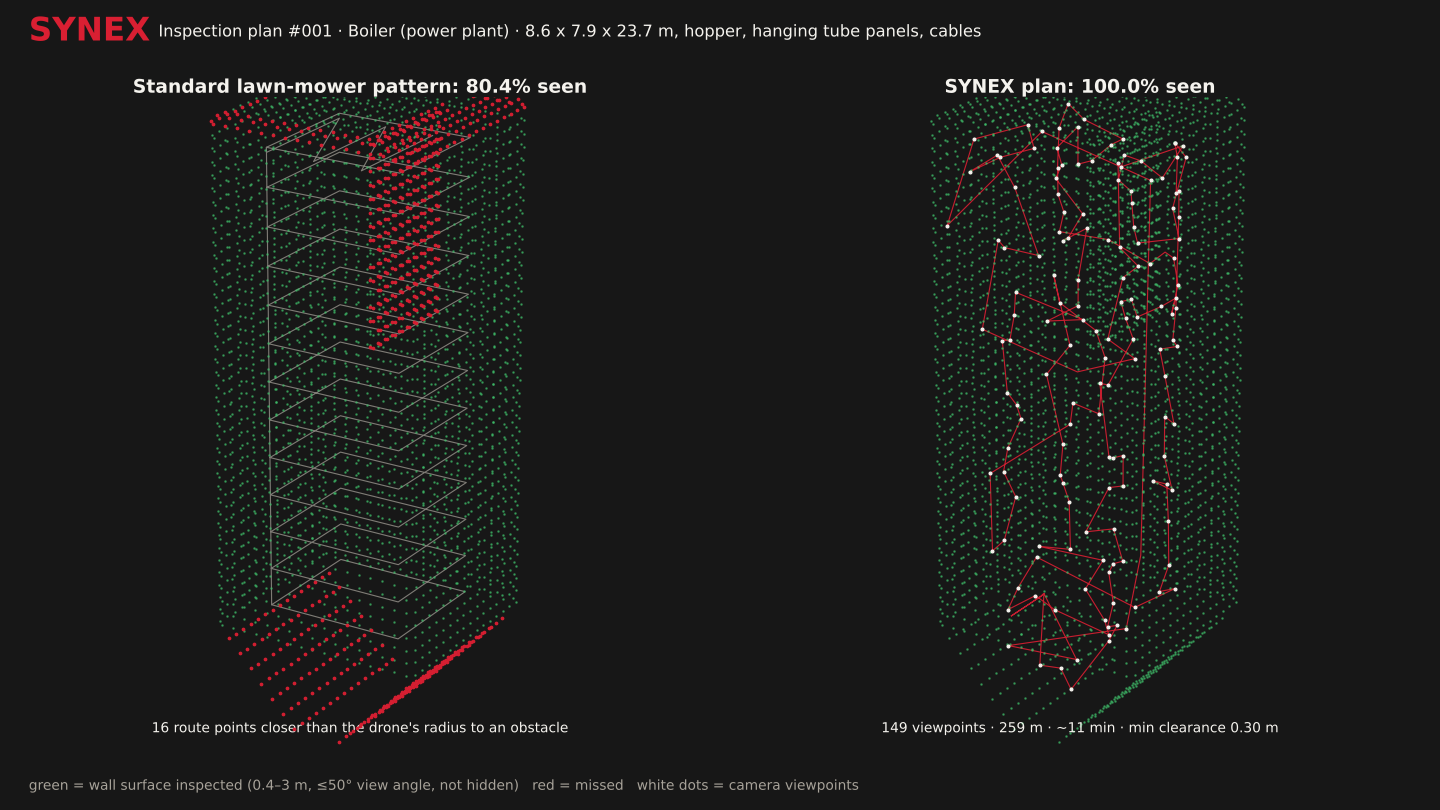 SYNEX Inspection plan #001 · Boiler (power plant) · 8.6 x 7.9 x 23.7 m, hopper, hanging tube panels, cables
Standard lawn-mower pattern: 80.4% seen
SYNEX plan: 100.0% seen
16 route points closer than the drone's radius to an obstacle
149 viewpoints · 259 m · ~11 min · min clearance 0.30 m
green = wall surface inspected (0.4–3 m, ≤50° view angle, not hidden) red = missed white dots = camera viewpoints